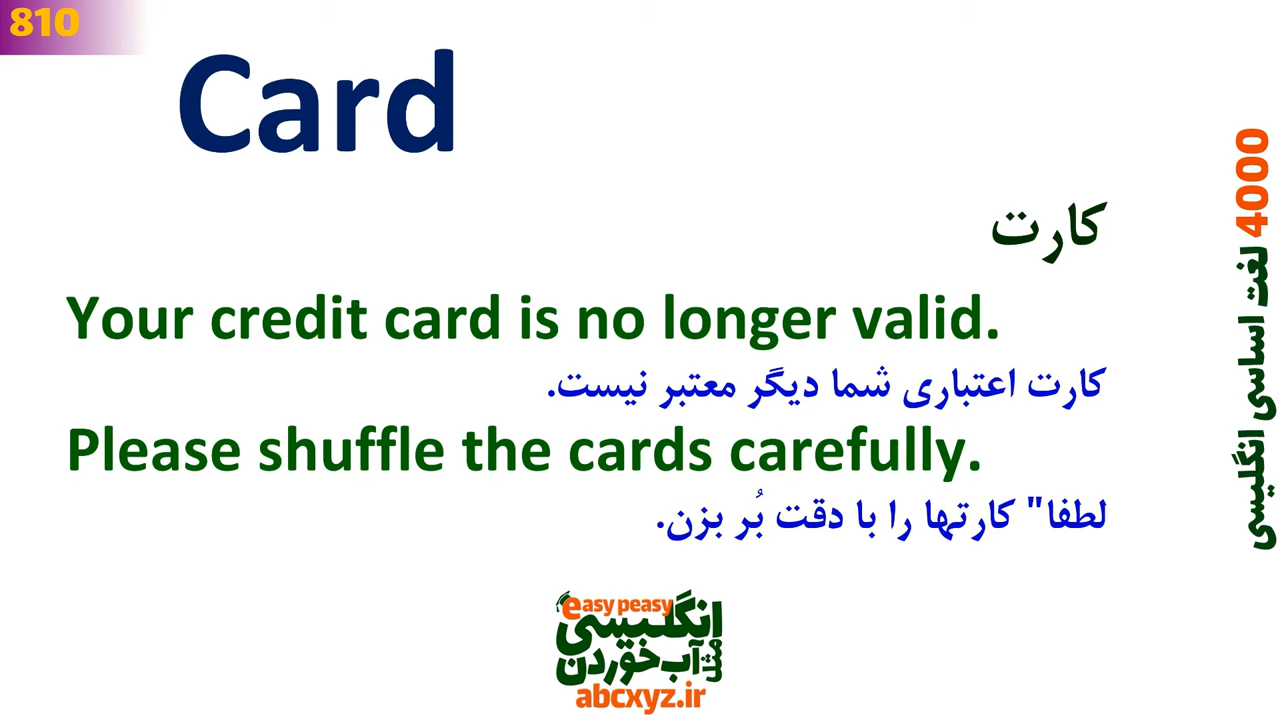 810
Card
کارت
Your credit card is no longer valid.
کارت اعتباری شما دیگر معتبر نیست.
Please shuffle the cards carefully.
لطفا" کارتها را با دقت بُر بزن.
4000 لغت اساسی انگلیسی
easy peasy
انگلیسی
مثل آب خوردن
abcxyz.ir